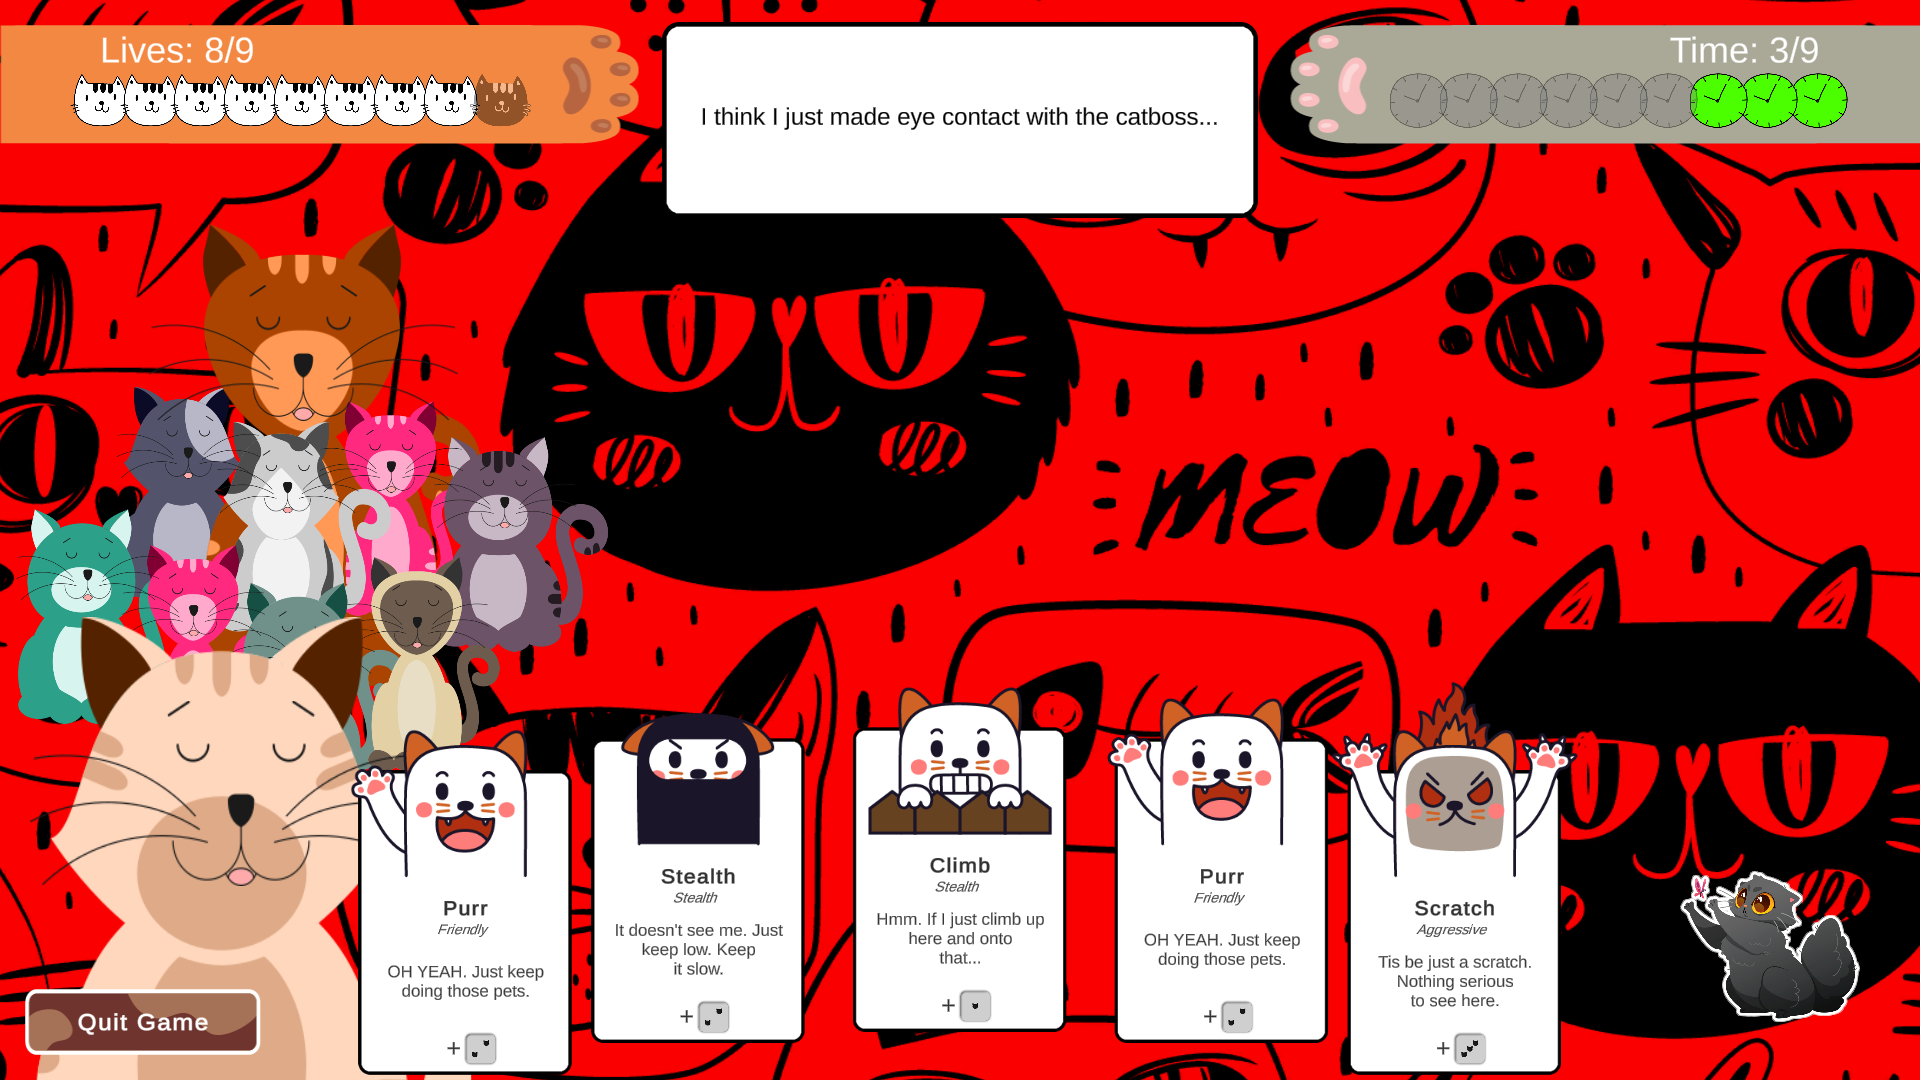 Lives: 8/9
I think I just made eye contact with the catboss...
Time: 3/9
MEOW
Purr
Friendly
OH YEAH. Just keep
doing those pets.
+
Stealth
Stealth
It doesn't see me. Just
keep low. Keep
it slow.
+
Climb
Stealth
Hmm. If I just climb up
here and onto
that...
+
Purr
Friendly
OH YEAH. Just keep
doing those pets.
+
Scratch
Aggressive
Tis be just a scratch.
Nothing serious
to see here.
+
Quit Game